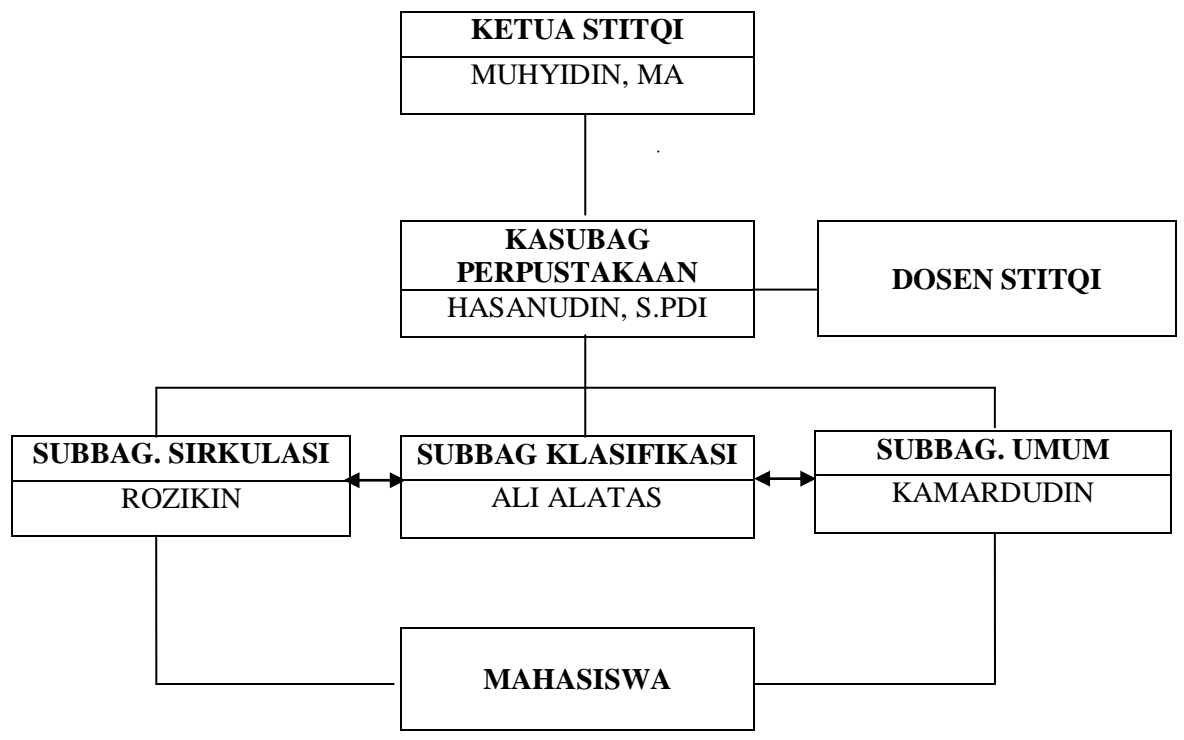 KETUA STITQI
MUHYIDIN, MA
KASUBAG
PERPUSTAKAAN
HASANUDIN, S.PDI
DOSEN STITQI
SUBBAG. SIRKULASI
ROZIKIN
SUBBAG KLASIFIKASI
ALI ALATAS
SUBBAG. UMUM
KAMARDUDIN
MAHASISWA